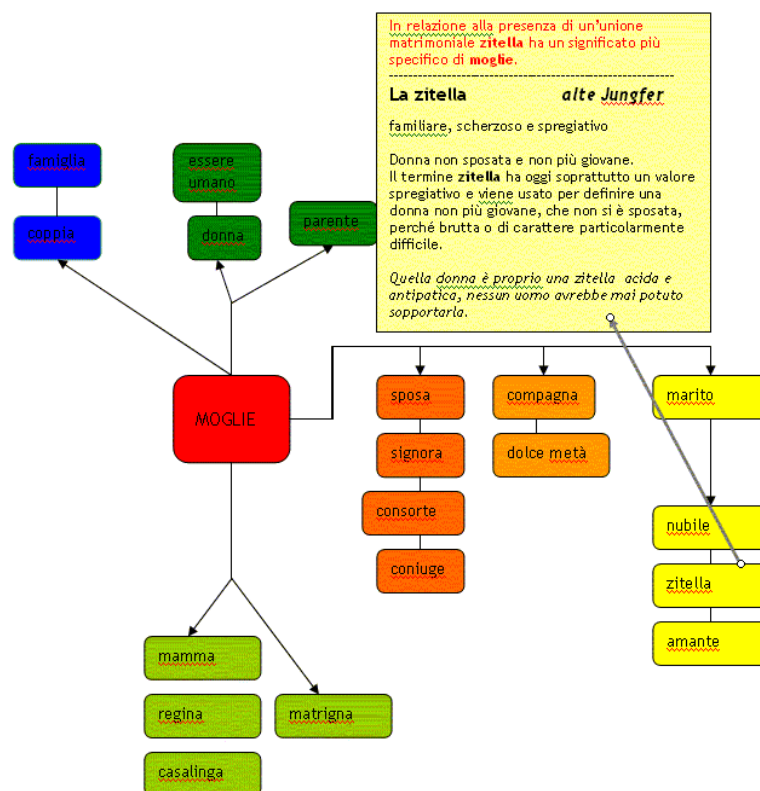 In relazione alla presenza di un'unione
matrimoniale zitella ha un significato più
specifico di moglie.
La zitella alte Jungfer
familiare, scherzoso e spregiativo
Donna non sposata e non più giovane.
Il termine zitella ha oggi soprattutto un valore
spregiativo e viene usato per definire una
donna non più giovane, che non si è sposata,
perché brutta o di carattere particolarmente
difficile.
Quella donna è proprio una zitella acida e
antipatica, nessun uomo avrebbe mai potuto
sopportarla.
famiglia
coppia
essere
umano
donna
parente
MOGLIE
sposa
signora
consorte
coniuge
compagna
dolce metà
marito
nubile
zitella
amante
mamma
regina
casalinga
matrigna